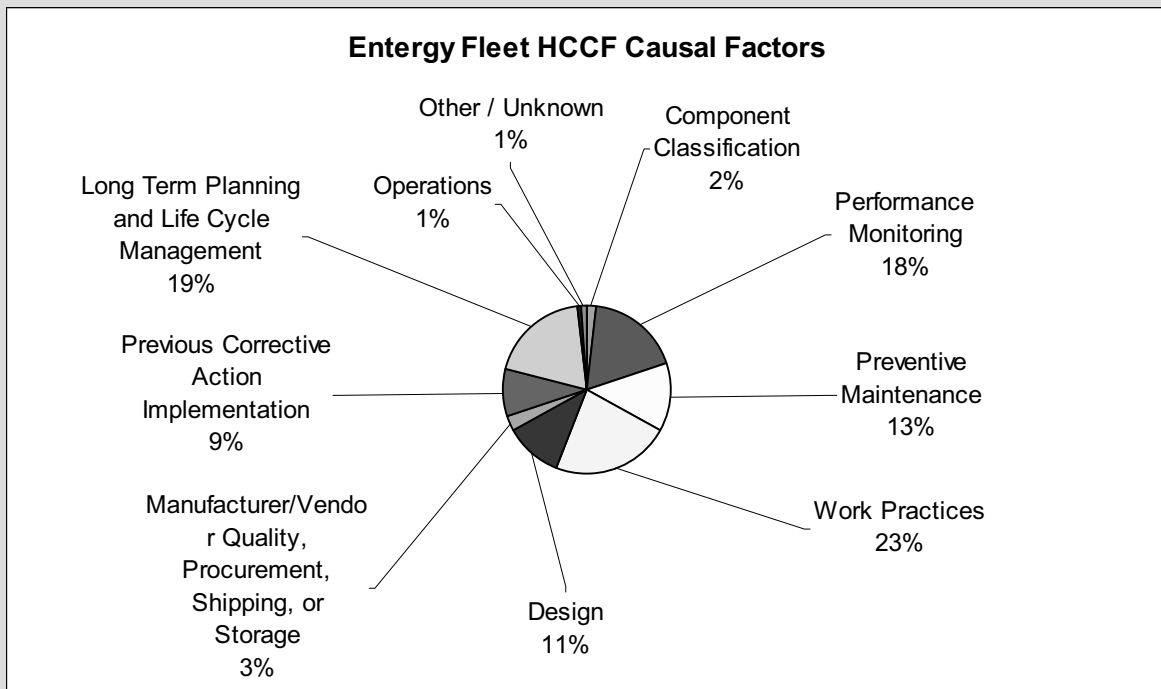 Entergy Fleet HCCF Causal Factors
Other / Unknown
1%
Component
Classification
2%
Performance
Monitoring
18%
Preventive
Maintenance
13%
Work Practices
23%
Design
11%
Manufacturer/Vendo
r Quality,
Procurement,
Shipping, or
Storage
3%
Previous Corrective
Action
Implementation
9%
Long Term Planning
and Life Cycle
Management
19%
Operations
1%